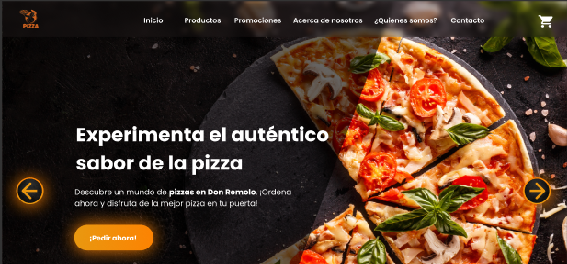 PIZZA
Inicio Productos Promociones Acerca de nosotros ¿Quienes somos? Contacto
Experimenta el auténtico
sabor de la pizza
Descubre un mundo de pizzas en Don Remolo. ¡Ordena
ahora y disfruta de la mejor pizza en tu puerta!
¡Pedir ahora!